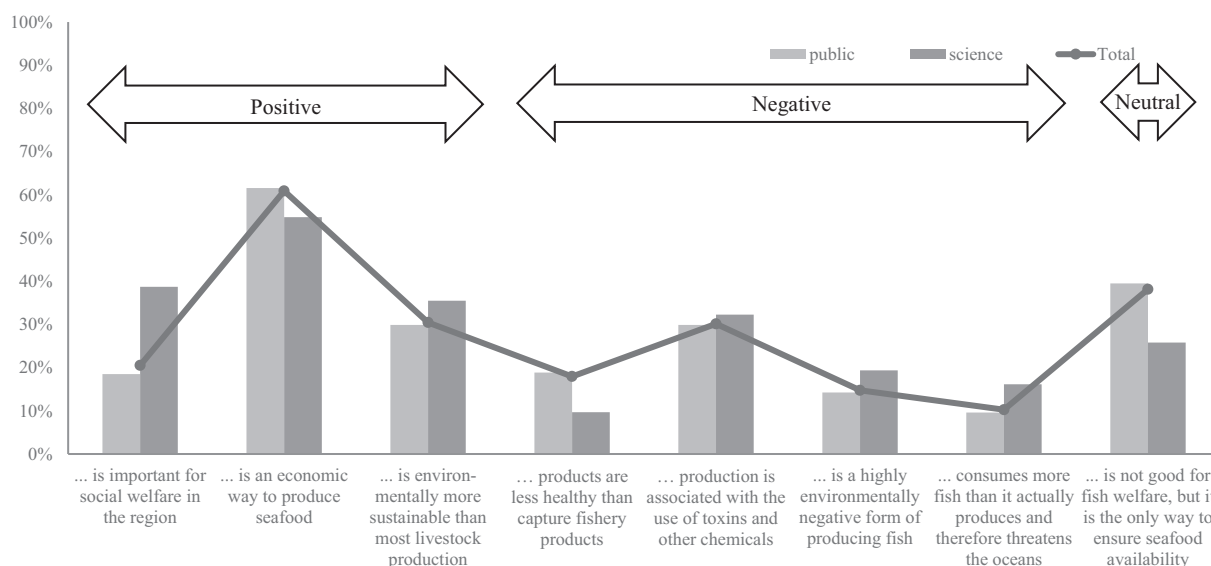 100%
90%
80%
70%
60%
50%
40%
30%
20%
10%
0%
public
science
Total
Positive
Negative
Neutral
... is important for
social welfare in
the region
... is an economic
way to produce
seafood
... is environ-
mentally more
sustainable than
most livestock
production
… products are
less healthy than
capture fishery
products
… production is
associated with the
use of toxins and
other chemicals
... is a highly
environmentally
negative form of
producing fish
... consumes more
fish than it actually
produces and
therefore threatens
the oceans
... is not good for
fish welfare, but i
is the only way to
ensure seafood
availability